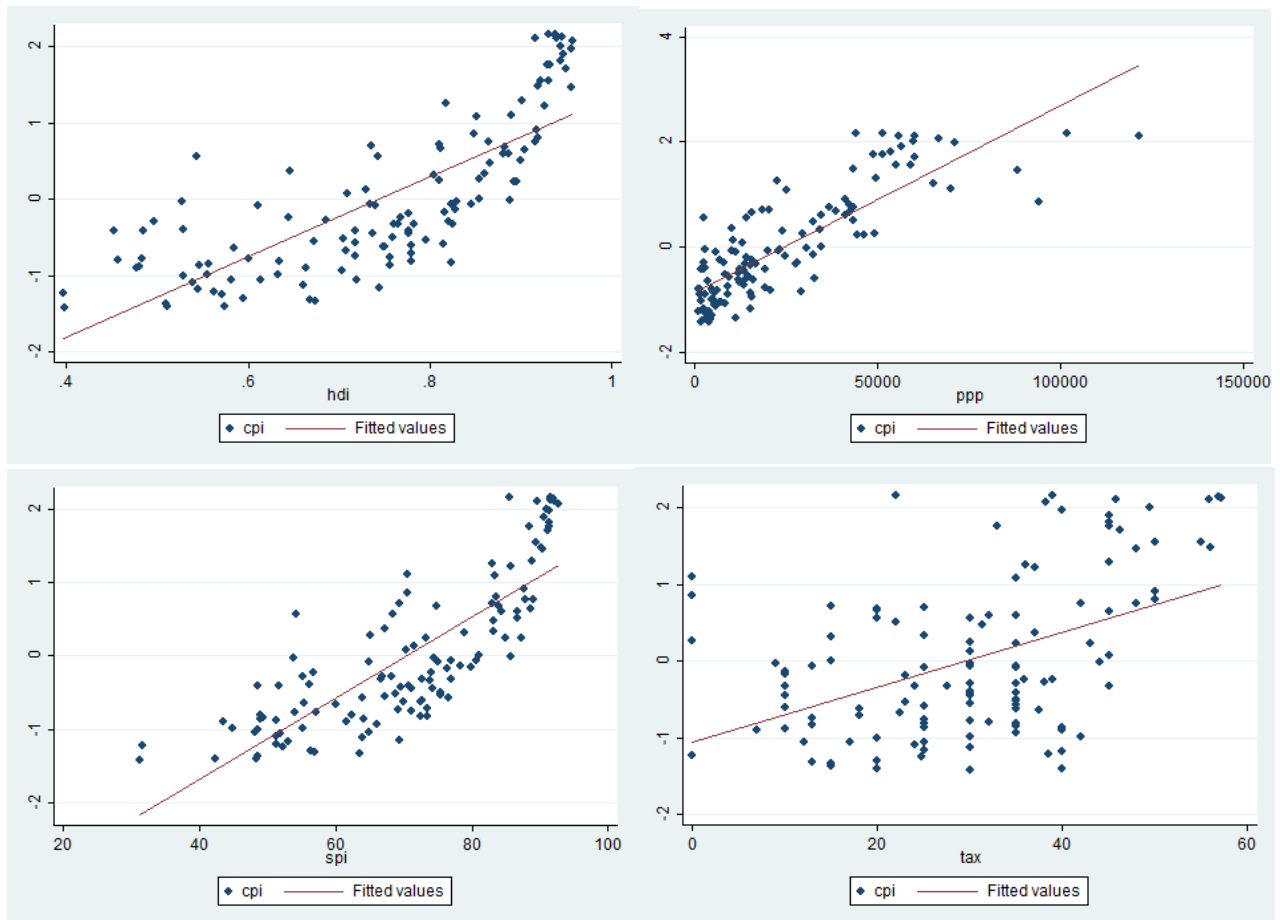 2
1
0
-1
-2
.4 .6 .8 1
hdi
cpi Fitted values
4
2
0
-2
0 50000 100000 150000
ppp
cpi Fitted values
2
1
0
-1
-2
20 40 60 80 100
spi
cpi Fitted values
2
1
0
-1
-2
0 20 40 60
tax
cpi Fitted values